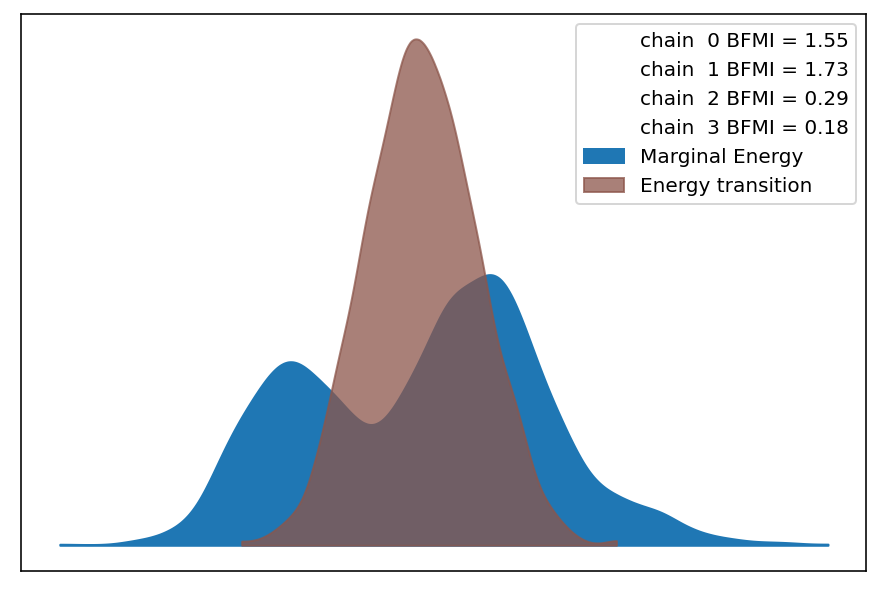 chain  0 BFMI = 1.55
chain  1 BFMI = 1.73
chain  2 BFMI = 0.29
chain  3 BFMI = 0.18
Marginal Energy
Energy transition